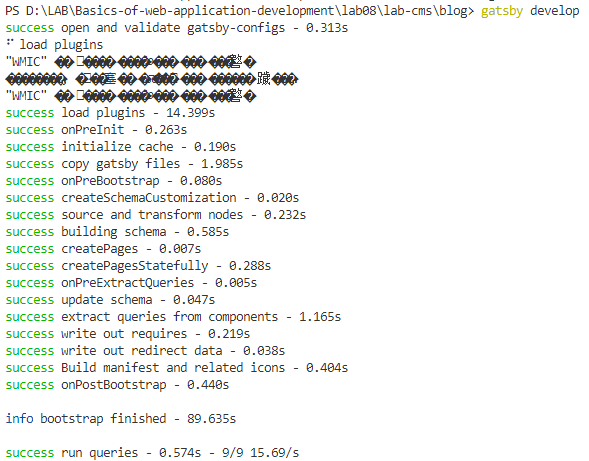 PS D:\LAB\Basics-of-web-application-development\lab08\lab-cms\blog> gatsby develop
success open and validate gatsby-configs - 0.313s
⠋ load plugins
"WMIC"
"WMIC"
success load plugins - 14.399s
success onPreInit - 0.263s
success initialize cache - 0.190s
success copy gatsby files - 1.985s
success onPreBootstrap - 0.080s
success createSchemaCustomization - 0.020s
success source and transform nodes - 0.232s
success building schema - 0.585s
success createPages - 0.007s
success createPagesStatefully - 0.288s
success onPreExtractQueries - 0.005s
success update schema - 0.047s
success extract queries from components - 1.165s
success write out requires - 0.219s
success write out redirect data - 0.038s
success Build manifest and related icons - 0.404s
success onPostBootstrap - 0.440s
info bootstrap finished - 89.635s
success run queries - 0.574s - 9/9 15.69/s